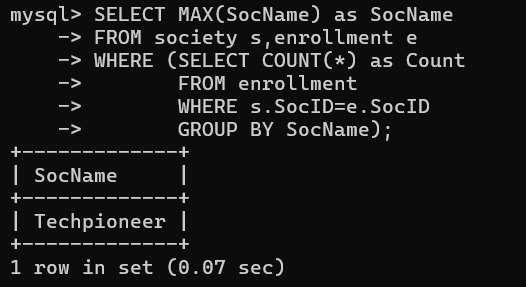 mysql> SELECT MAX(SocName) as SocName
    -> FROM society s,enrollment e
    -> WHERE (SELECT COUNT(*) as Count
    ->        FROM enrollment
    ->        WHERE s.SocID=e.SocID
    ->        GROUP BY SocName);
+-------------+
| SocName     |
+-------------+
| Techpioneer |
+-------------+
1 row in set (0.07 sec)